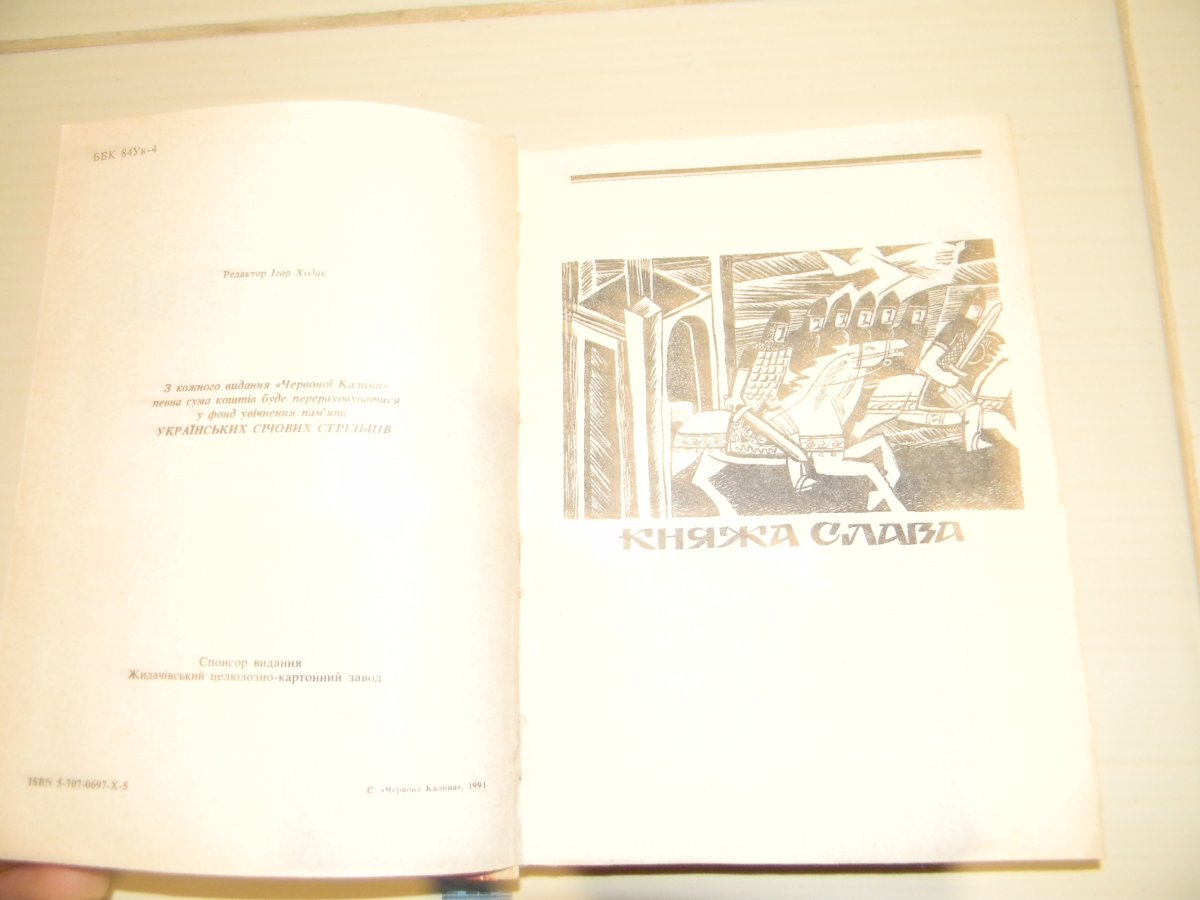 ББК 84Ук-4
Редактор Ігор Ходак
З кожного видання «Червоної Калини»
певна сума коштів буде перераховуватися
у фонд увічнення пам'яти
УКРАЇНСЬКИХ СІЧОВИХ СТРІЛЬЦІВ
Спонсор видання
Жидачівський целюлозно-картонний завод
ISBN 5-707-0697-Х-5
© «Червона Калина», 1991
КНЯЖА СЛАВА